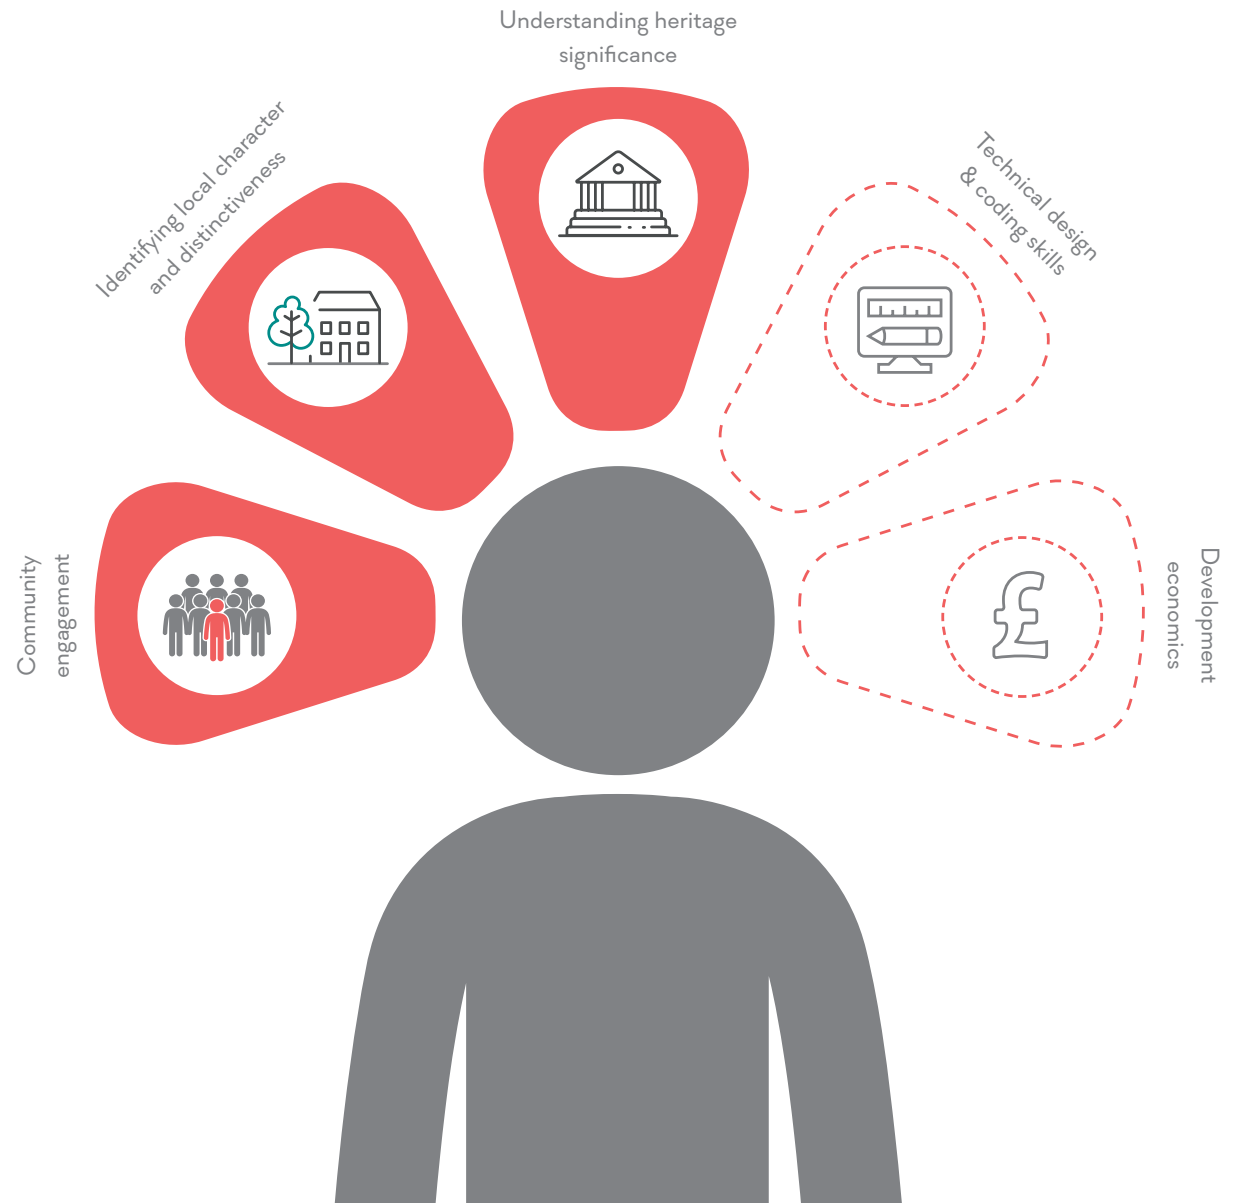 Understanding heritage
significance
Identifying local character
and distinctiveness
Technical design
& coding skills
Community
engagement
Development
economics